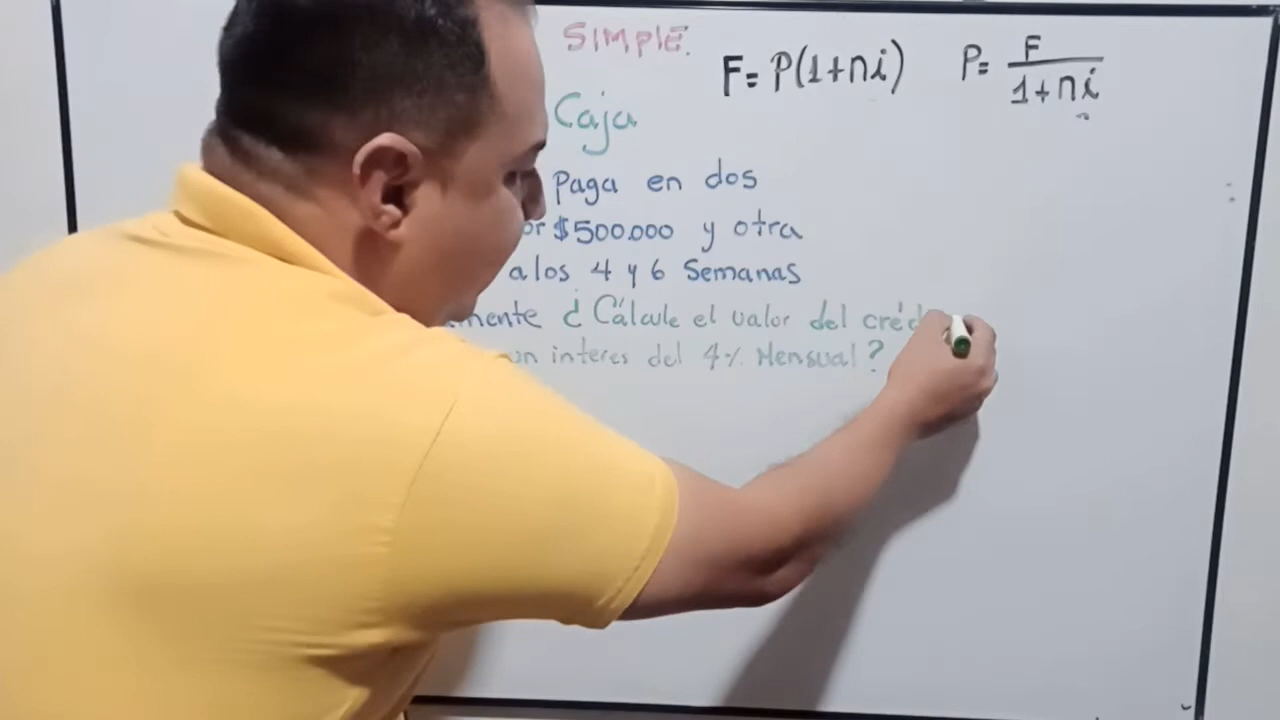 SIMPLE.
F= P(1+ni)
P= F
1+ni
Caja
Paga en dos
$500.000 y otra
a los 4 y 6 Semanas
¿ Cálcule el valor del
un interes del 4% Mensual?